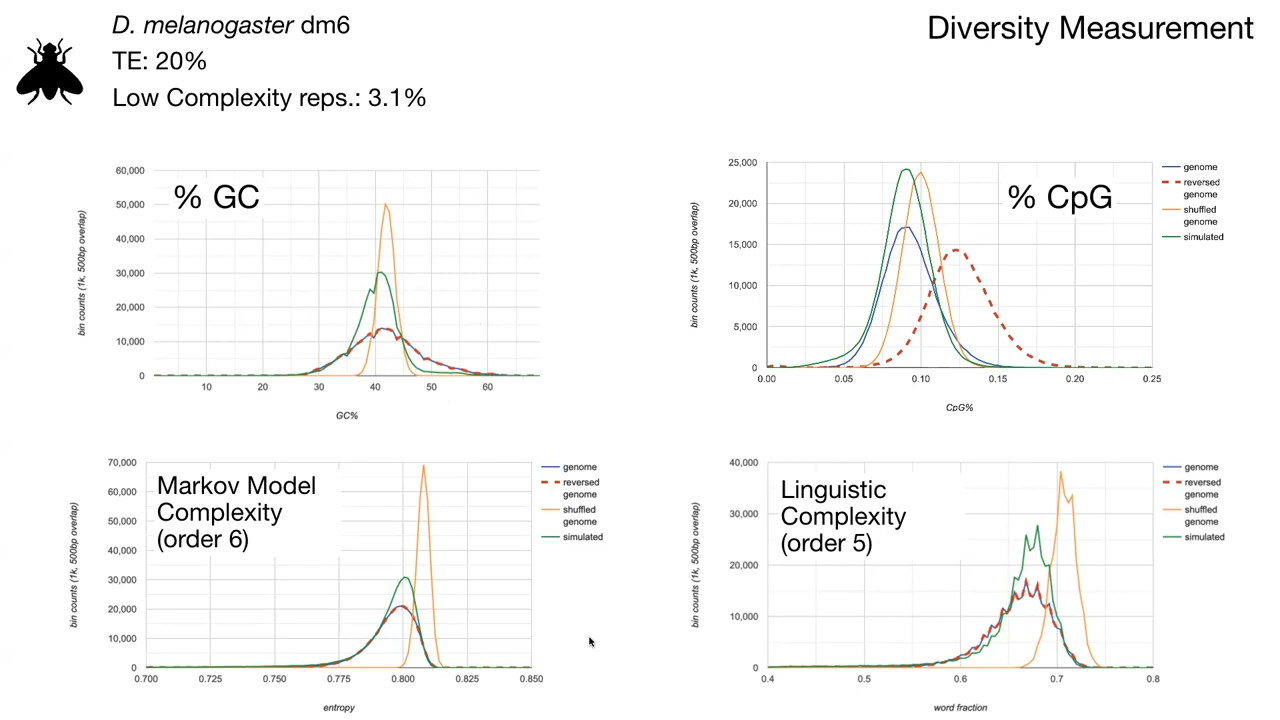 D. melanogaster dm6
TE: 20%
Low Complexity reps.: 3.1%
Diversity Measurement
% GC
60,000
50,000
40,000
30,000
20,000
10,000
0
10 20 30 40 50 60
bin counts (1k, 500bp overlap)
GC%
% CpG
25,000
20,000
15,000
10,000
5,000
0
0.00 0.05 0.10 0.15 0.20 0.25
bin counts (1k, 500bp overlap)
CpG%
genome
reversed
genome
shuffled
genome
simulated
Markov Model
Complexity
(order 6)
70,000
60,000
50,000
40,000
30,000
20,000
10,000
0
0.700 0.725 0.750 0.775 0.800 0.825 0.850
bin counts (1k, 500bp overlap)
entropy
genome
reversed
genome
shuffled
genome
simulated
Linguistic
Complexity
(order 5)
40,000
30,000
20,000
10,000
0
0.4 0.5 0.6 0.7 0.8
bin counts (1k, 500bp overlap)
word fraction
genome
reversed
genome
shuffled
genome
simulated